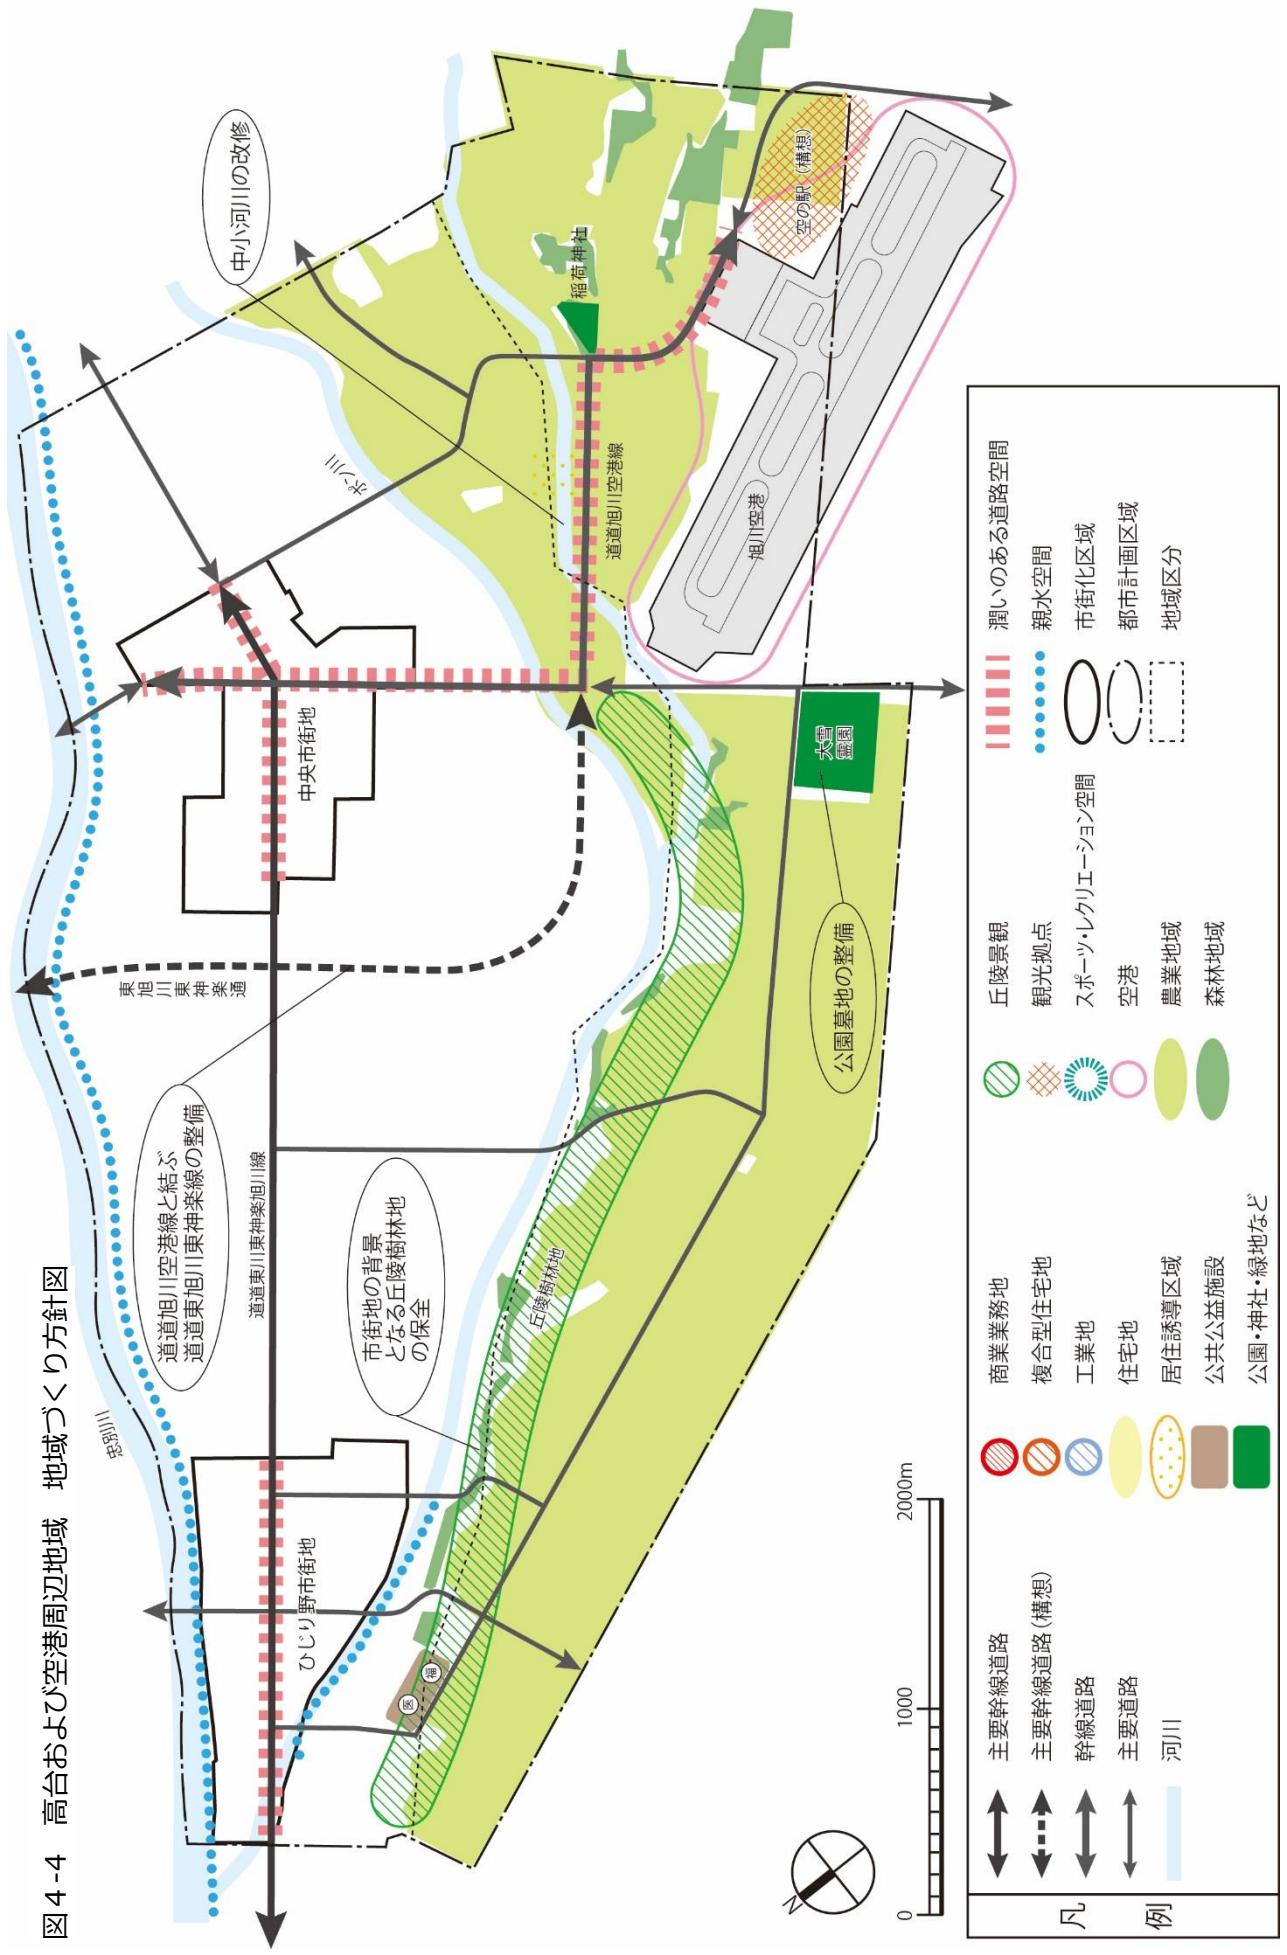 図4-4　高台および空港周辺地域　地域づくり方針図
忠別川
ポン川
中小河川の改修
稲荷神社
空の駅（構想）
道道旭川空港線
旭川空港
中央市街地
東旭川東神楽通
道道旭川空港線と結ぶ
道道東旭川東神楽線の整備
道道東川東神楽旭川線
市街地の背景
となる丘陵樹林地
の保全
丘陵樹林地
大雪
霊園
公園墓地の整備
ひじり野市街地
医
福
N
0
1000
2000m
凡例
主要幹線道路
主要幹線道路（構想）
幹線道路
主要道路
河川
商業業務地
複合型住宅地
工業地
住宅地
居住誘導区域
公共公益施設
公園・神社・緑地など
丘陵景観
観光拠点
スポーツ・レクリエーション空間
空港
農業地域
森林地域
潤いのある道路空間
親水空間
市街化区域
都市計画区域
地域区分